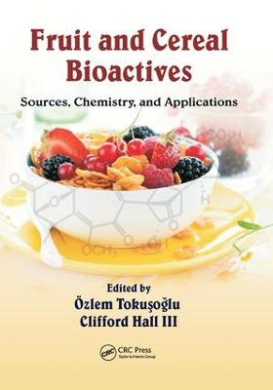 Fruit and Cereal
Bioactives
Sources, Chemistry, and Applications
OCH₃
Edited by
Özlem Tokuşoğlu
Clifford Hall III
CRC Press
Taylor & Francis Group